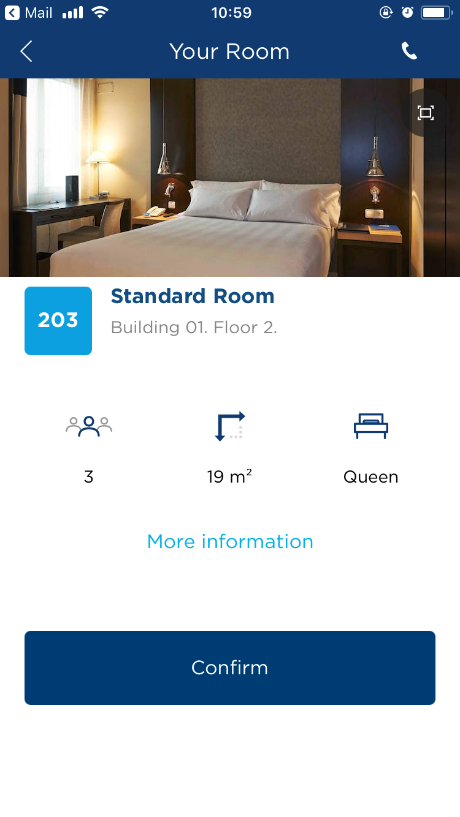 Mail 10:59
Your Room
203
Standard Room
Building 01. Floor 2.
3 19 m² Queen
More information
Confirm